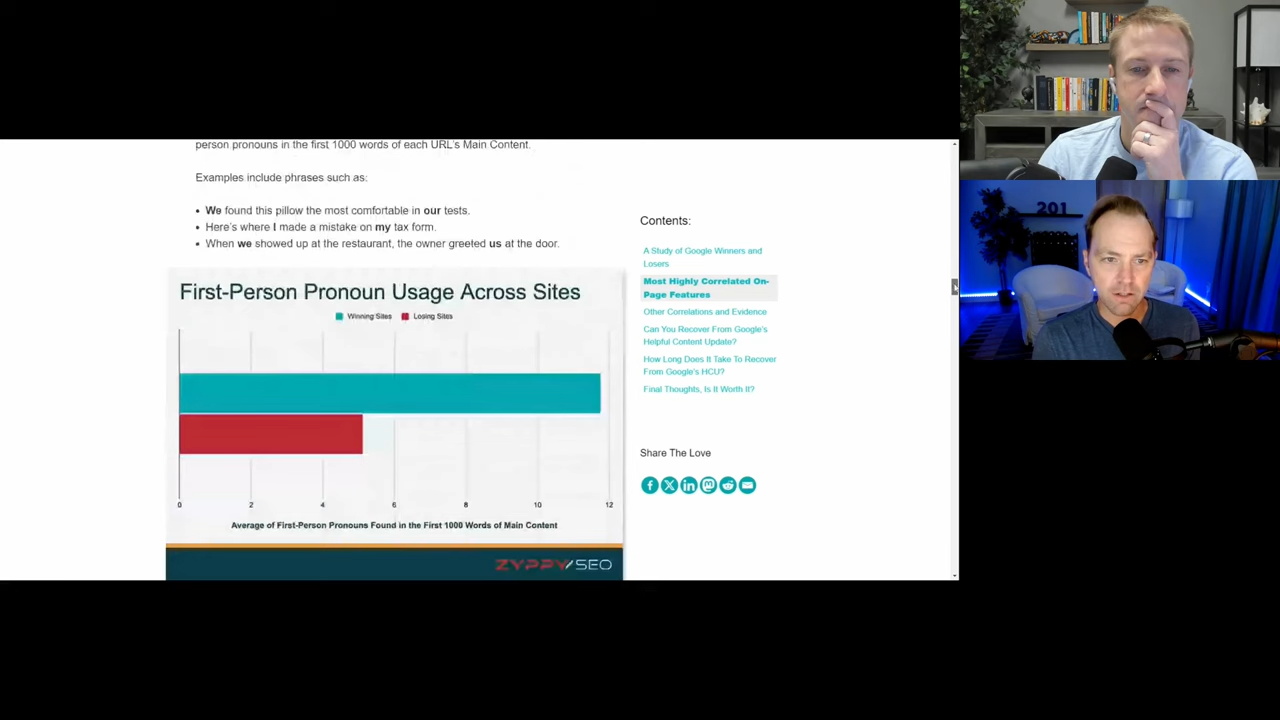 person pronouns in the first 1000 words of each URL's Main Content.
Examples include phrases such as:
• We found this pillow the most comfortable in our tests.
• Here's where I made a mistake on my tax form.
• When we showed up at the restaurant, the owner greeted us at the door.
First-Person Pronoun Usage Across Sites
Winning Sites Losing Sites
0 2 4 6 8 10 12
Average of First-Person Pronouns Found in the First 1000 Words of Main Content
ZYPPY/SEO
Contents:
A Study of Google Winners and
Losers
Most Highly Correlated On-
Page Features
Other Correlations and Evidence
Can You Recover From Google's
Helpful Content Update?
How Long Does It Take To Recover
From Google's HCU?
Final Thoughts, Is It Worth It?
Share The Love
201